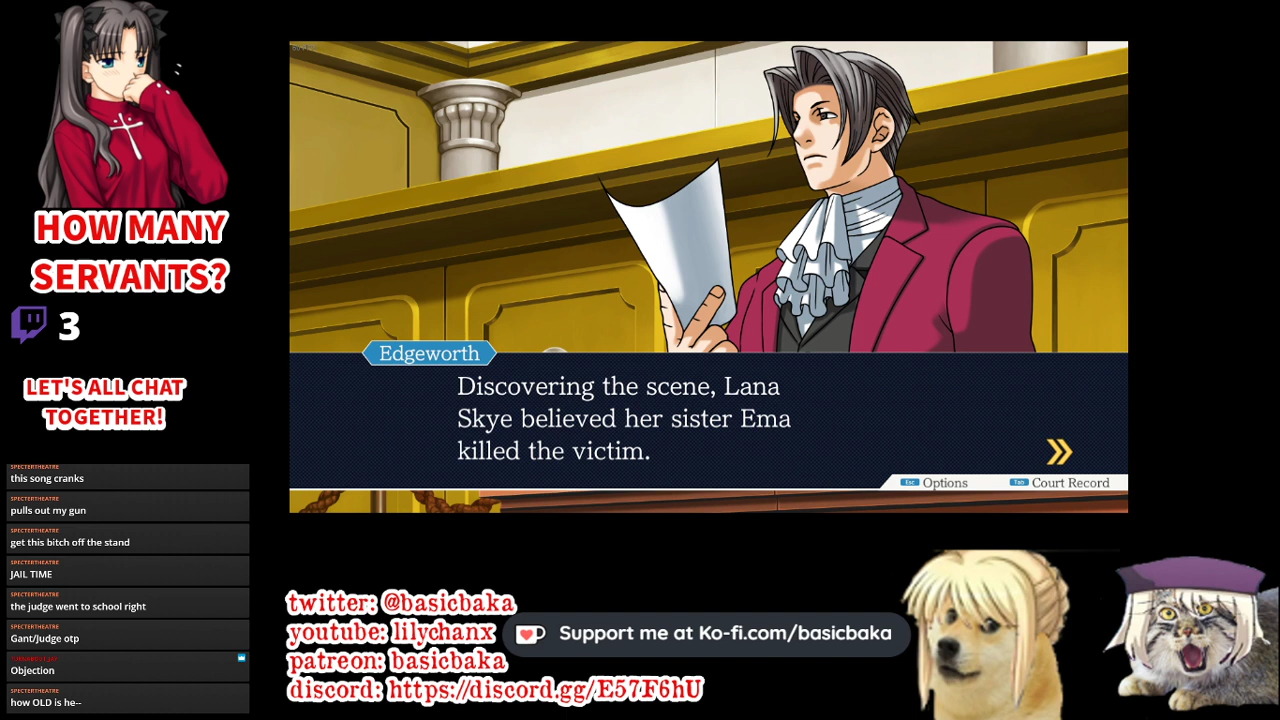 HOW MANY
SERVANTS?
3
LET'S ALL CHAT
TOGETHER!
SPECTERTHEATRE
this song cranks
SPECTERTHEATRE
pulls out my gun
SPECTERTHEATRE
get this bitch off the stand
SPECTERTHEATRE
JAIL TIME
SPECTERTHEATRE
the judge went to school right
SPECTERTHEATRE
Gant/Judge otp
Objection
SPECTERTHEATRE
how OLD is he--
Edgeworth
Discovering the scene, Lana
Skye believed her sister Ema
killed the victim.
Esc Options
Tab Court Record
twitter: @basicbaka
youtube: lilychanx
patreon: basicbaka
discord: https://discord.gg/E57F6hU
Support me at Ko-fi.com/basicbaka